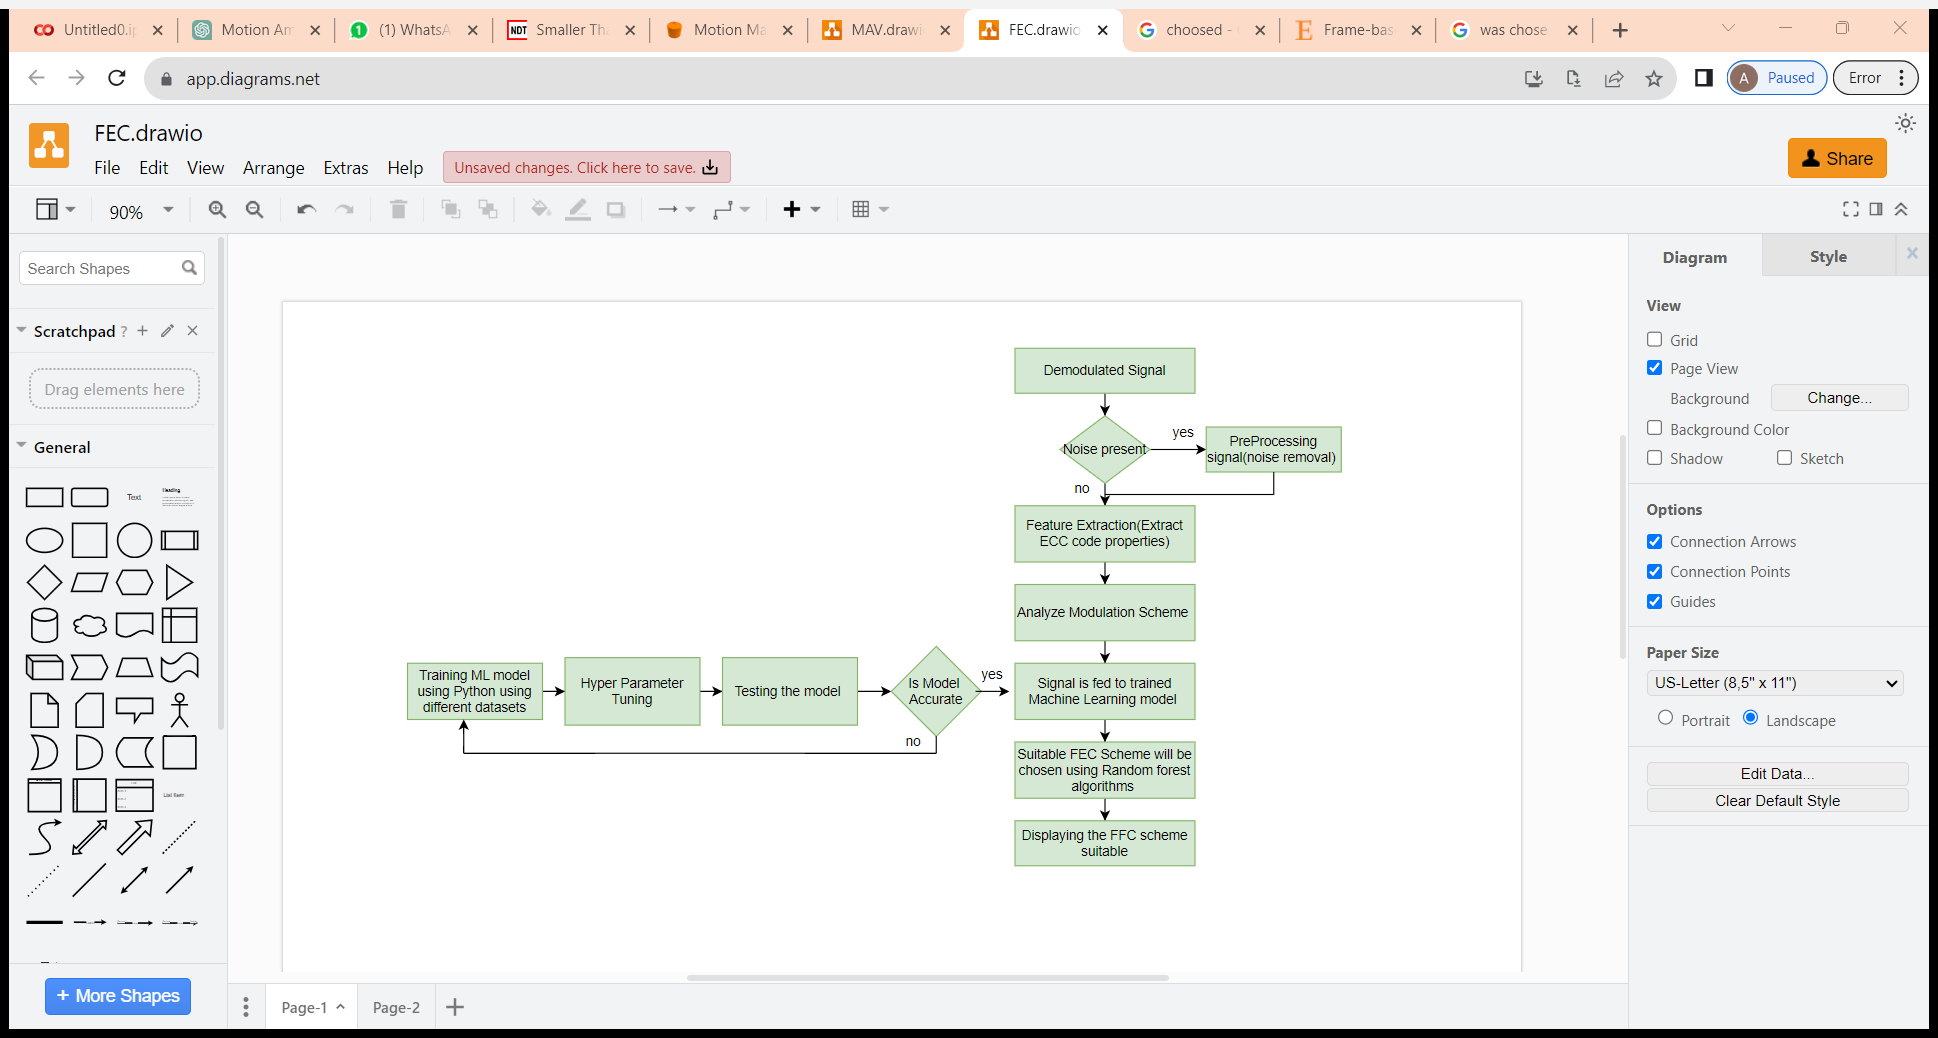 Untitled0.i
Motion Am
(1) WhatsA
NDT Smaller Th
Motion Ma
MAV.drawi
FEC.drawio
choosed -
Frame-bas
was chose
app.diagrams.net
A Paused
Error
FEC.drawio
File Edit View Arrange Extras Help
Unsaved changes. Click here to save.
Share
90%
Search Shapes
Scratchpad ?
Drag elements here
General
Text
Heading
List Item
+ More Shapes
Demodulated Signal
Noise present
yes
PreProcessing
signal(noise removal)
no
Feature Extraction(Extract
ECC code properties)
Analyze Modulation Scheme
Training ML model
using Python using
different datasets
Hyper Parameter
Tuning
Testing the model
Is Model
Accurate
yes
no
Signal is fed to trained
Machine Learning model
Suitable FEC Scheme will be
chosen using Random forest
algorithms
Displaying the FFC scheme
suitable
Page-1
Page-2
Diagram
Style
View
Grid
Page View
Background
Change...
Background Color
Shadow
Sketch
Options
Connection Arrows
Connection Points
Guides
Paper Size
US-Letter (8,5" x 11")
Portrait
Landscape
Edit Data...
Clear Default Style